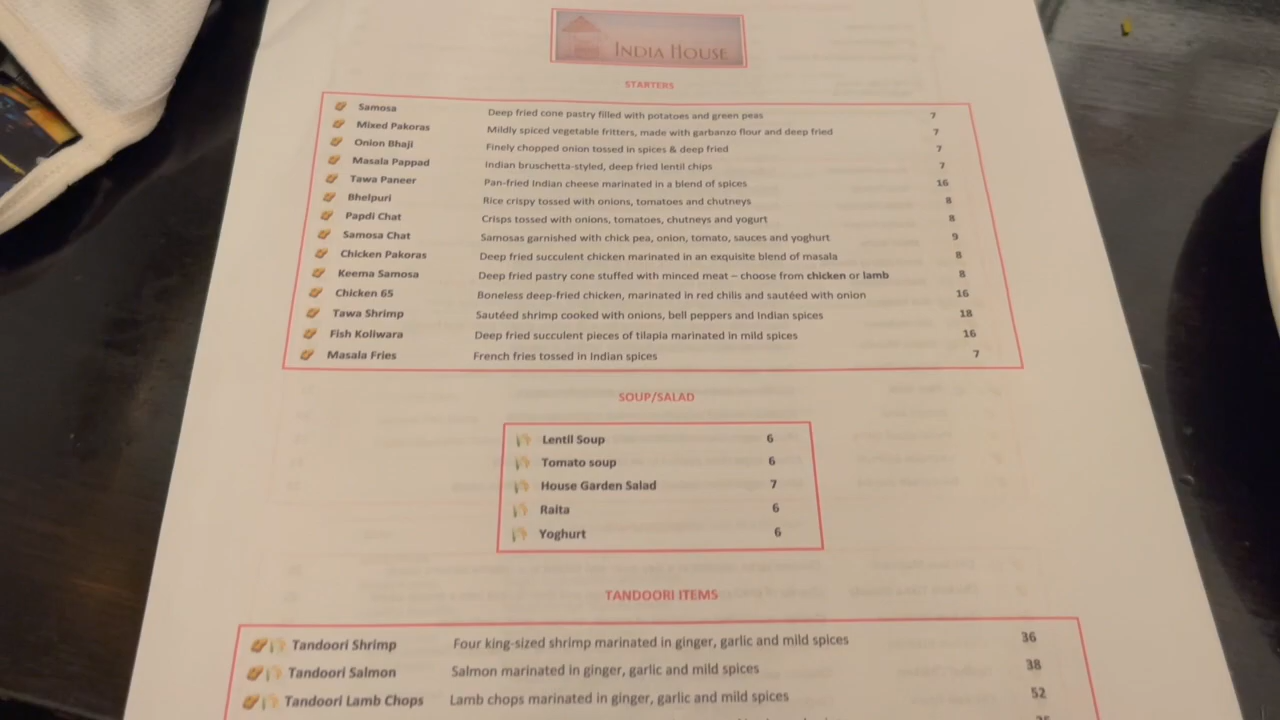 INDIA HOUSE
STARTERS
Samosa Deep fried cone pastry filled with potatoes and green peas 7
Mixed Pakoras Mildly spiced vegetable fritters, made with garbanzo flour and deep fried 7
Onion Bhaji Finely chopped onion tossed in spices & deep fried 7
Masala Pappad Indian bruschetta-styled, deep fried lentil chips 7
Tawa Paneer Pan-fried Indian cheese marinated in a blend of spices 16
Bhelpuri Rice crispy tossed with onions, tomatoes and chutneys 8
Papdi Chat Crisps tossed with onions, tomatoes, chutneys and yogurt 8
Samosa Chat Samosas garnished with chick pea, onion, tomato, sauces and yoghurt 9
Chicken Pakoras Deep fried succulent chicken marinated in an exquisite blend of masala 8
Keema Samosa Deep fried pastry cone stuffed with minced meat – choose from chicken or lamb 8
Chicken 65 Boneless deep-fried chicken, marinated in red chilis and sautéed with onion 16
Tawa Shrimp Sautéed shrimp cooked with onions, bell peppers and Indian spices 18
Fish Koliwara Deep fried succulent pieces of tilapia marinated in mild spices 16
Masala Fries French fries tossed in Indian spices 7
SOUP/SALAD
Lentil Soup 6
Tomato soup 6
House Garden Salad 7
Raita 6
Yoghurt 6
TANDOORI ITEMS
Tandoori Shrimp Four king-sized shrimp marinated in ginger, garlic and mild spices 36
Tandoori Salmon Salmon marinated in ginger, garlic and mild spices 38
Tandoori Lamb Chops Lamb chops marinated in ginger, garlic and mild spices 52